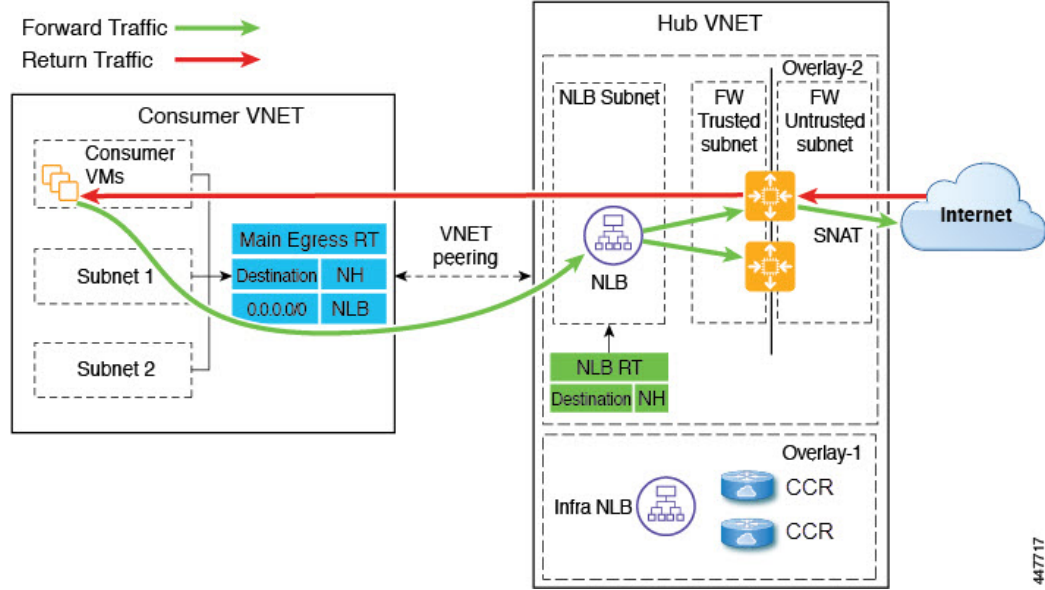 Forward Traffic
Return Traffic
Hub VNET
Overlay-2
NLB Subnet
FW
Trusted
subnet
FW
Untrusted
subnet
Consumer VNET
Consumer
VMs
Main Egress RT
Destination NH
0.0.0.0/0 NLB
Subnet 1
Subnet 2
VNET
peering
NLB
SNAT
Internet
NLB RT
Destination NH
Overlay-1
Infra NLB
CCR
CCR
447717